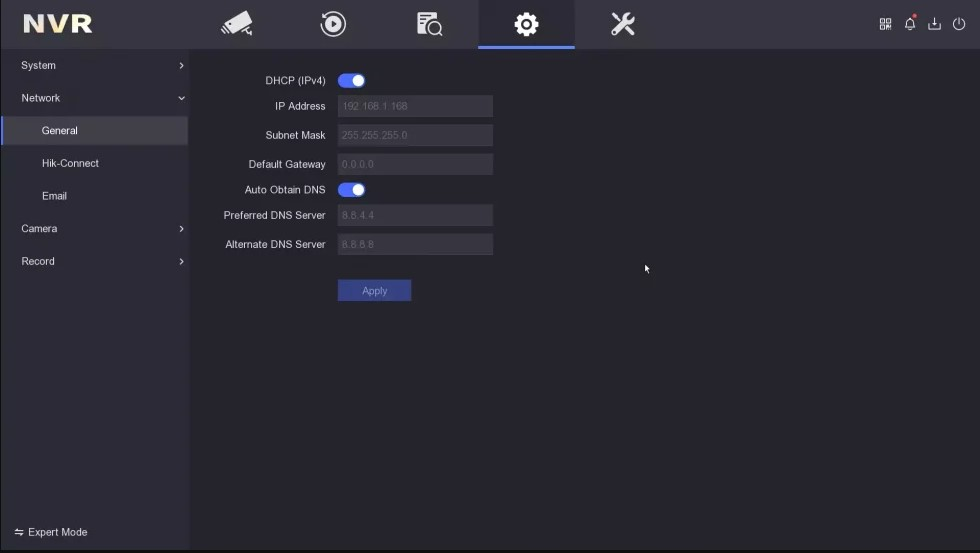 NVR
System
Network
General
Hik-Connect
Email
Camera
Record
Expert Mode
DHCP (IPv4)
IP Address 192.168.1.168
Subnet Mask 255.255.255.0
Default Gateway 0.0.0.0
Auto Obtain DNS
Preferred DNS Server 8.8.4.4
Alternate DNS Server 8.8.8.8
Apply